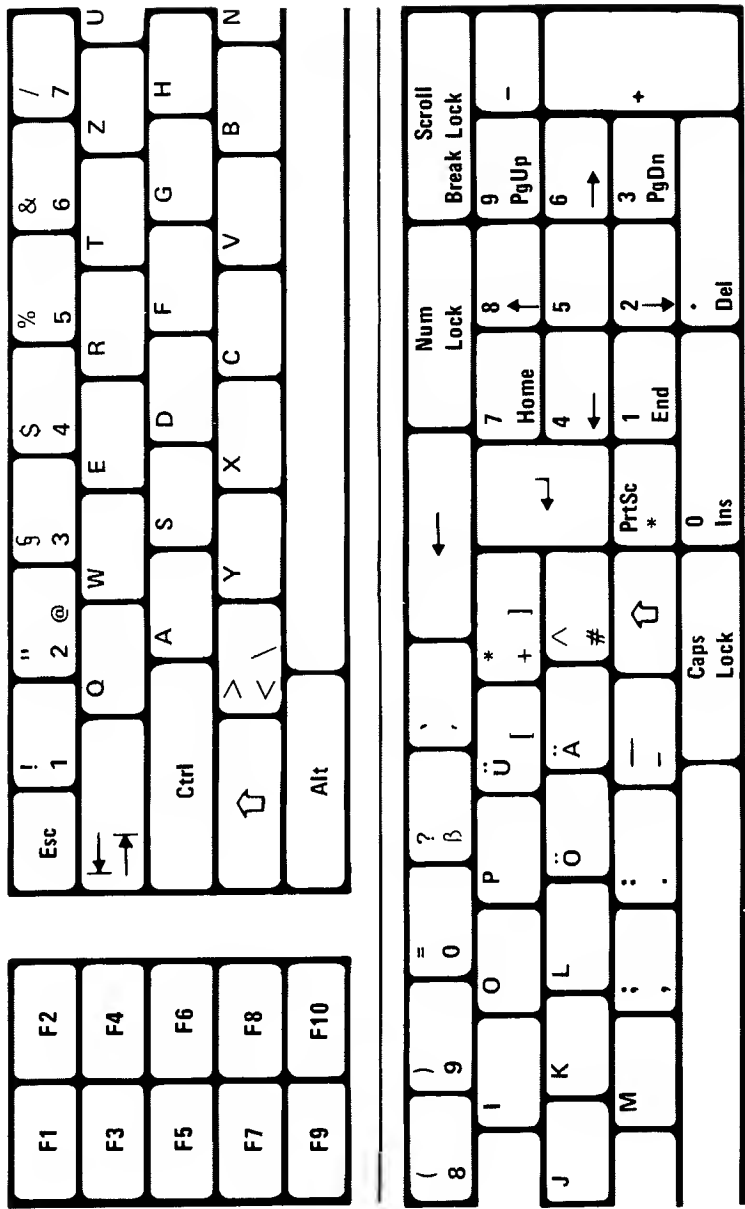 ! " § $ % & /
F1 F2 Esc 1 2 @ 3 4 5 6 7
F3 F4 ⇤ Q W E R T Z U
⇥
F5 F6 Ctrl A S D F G H
>
F7 F8 ⇧ < \ Y X C V B N
F9 F10 Alt
( ) = ? ` ← Num Scroll
8 9 0 ß ´ Lock Break Lock
* 7 8 9
I O P Ü [ + ] Home ↑ PgUp -
^ ↵ 4 5 6
J K L Ö Ä # ← → +
; : _ PrtSc 1 2 3
M , . - ⇧ * End ↓ PgDn
Caps 0 .
Lock Ins Del